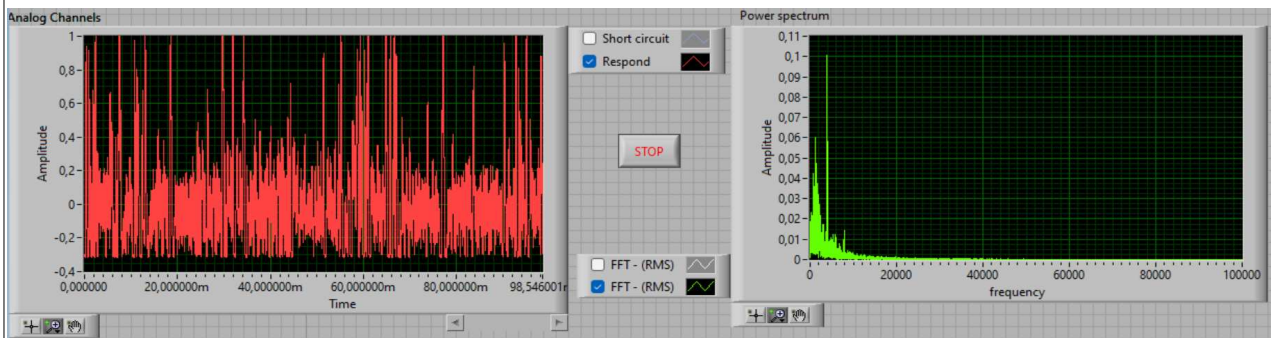 Analog Channels
Amplitude
1
0,8
0,6
0,4
0,2
0
-0,2
-0,4
0,000000
20,000000m
40,000000m
60,000000m
80,000000m
98,546001
Time
Short circuit
Respond
STOP
FFT - (RMS)
FFT - (RMS)
Power spectrum
Amplitude
0,11
0,1
0,09
0,08
0,07
0,06
0,05
0,04
0,03
0,02
0,01
0
0
20000
40000
60000
80000
100000
frequency